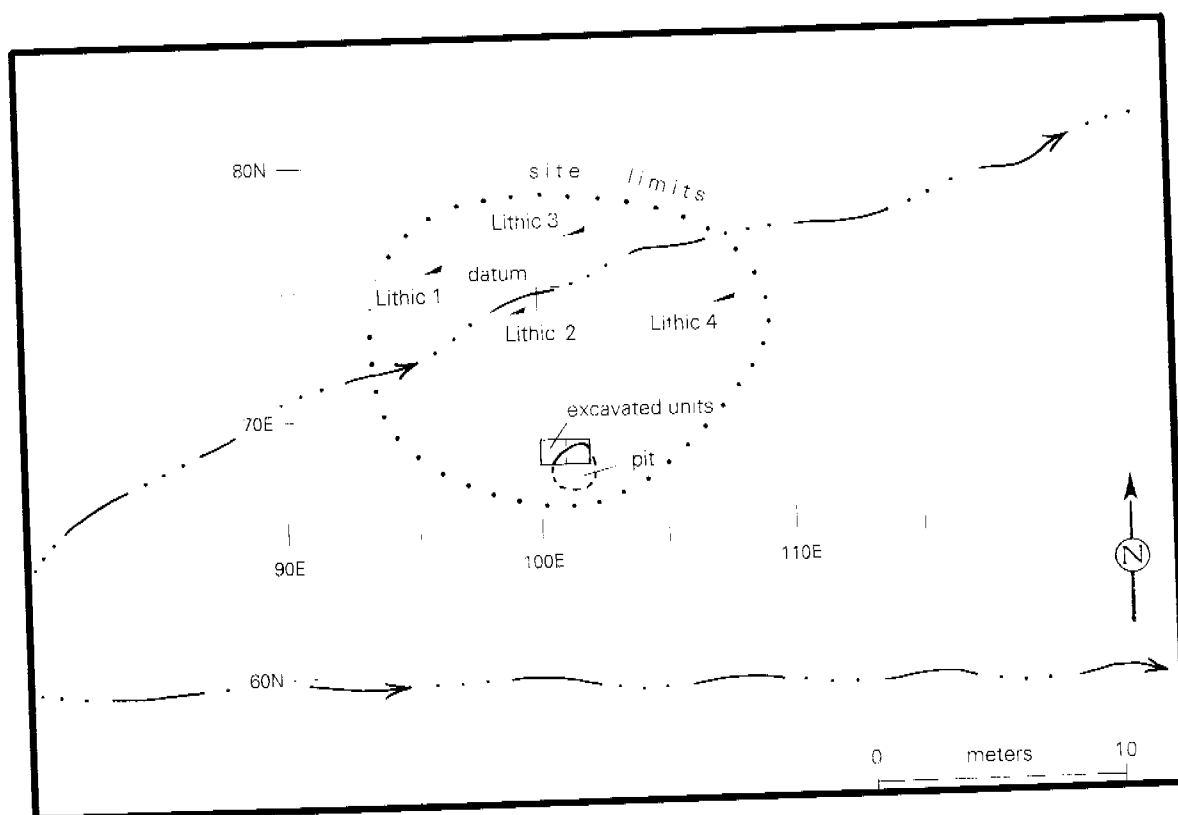 80N
site limits
Lithic 3
datum
Lithic 1
Lithic 2
Lithic 4
70E
excavated units
pit
90E
100E
110E
N
60N
0 meters 10